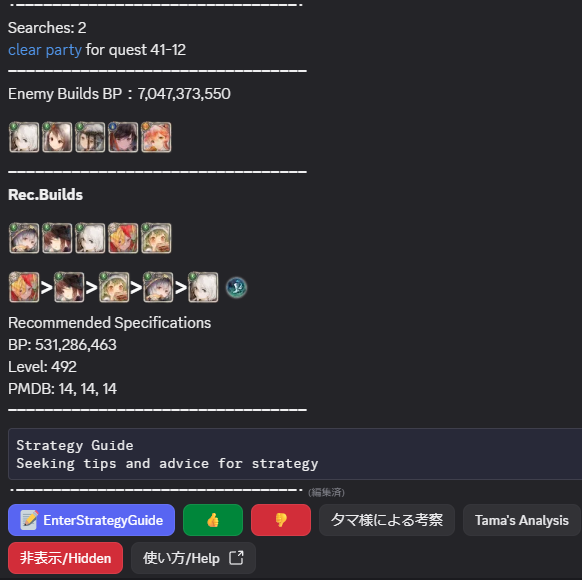 Searches: 2
clear party for quest 41-12
Enemy Builds BP：7,047,373,550
Rec.Builds
>>>>
Recommended Specifications
BP: 531,286,463
Level: 492
PMDB: 14, 14, 14
Strategy Guide
Seeking tips and advice for strategy
(編集済)
EnterStrategyGuide
タマ様による考察
Tama's Analysis
非表示/Hidden
使い方/Help